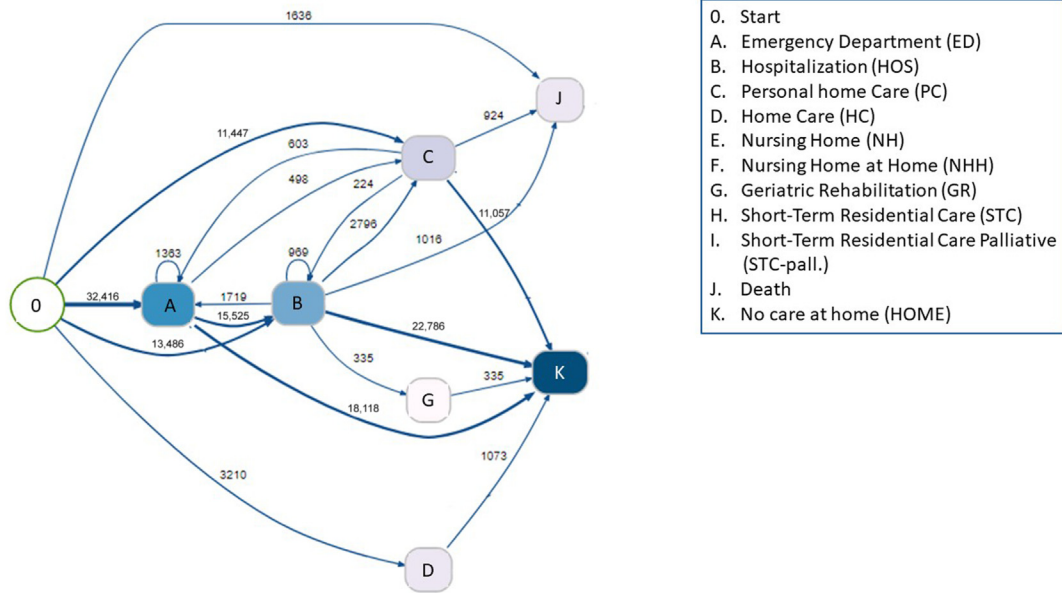 1636
J
924
11,447
603
C
498
224
2796
11,057
1363
969
1016
0
32,416
A
1719
B
15,525
13,486
22,786
335
K
335
G
18,118
1073
3210
D
0. Start
A. Emergency Department (ED)
B. Hospitalization (HOS)
C. Personal home Care (PC)
D. Home Care (HC)
E. Nursing Home (NH)
F. Nursing Home at Home (NHH)
G. Geriatric Rehabilitation (GR)
H. Short-Term Residential Care (STC)
I. Short-Term Residential Care Palliative
(STC-pall.)
J. Death
K. No care at home (HOME)